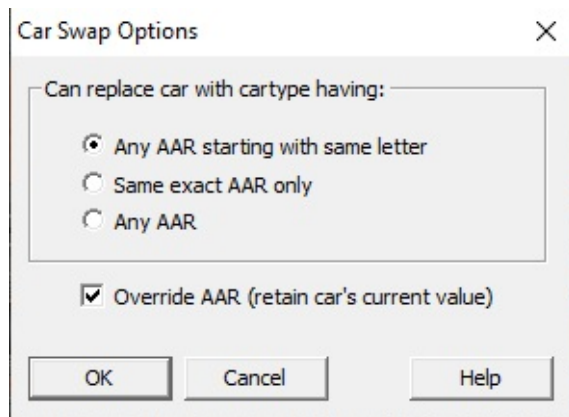 Car Swap Options
Can replace car with cartype having:
Any AAR starting with same letter
Same exact AAR only
Any AAR
Override AAR (retain car's current value)
OK Cancel Help